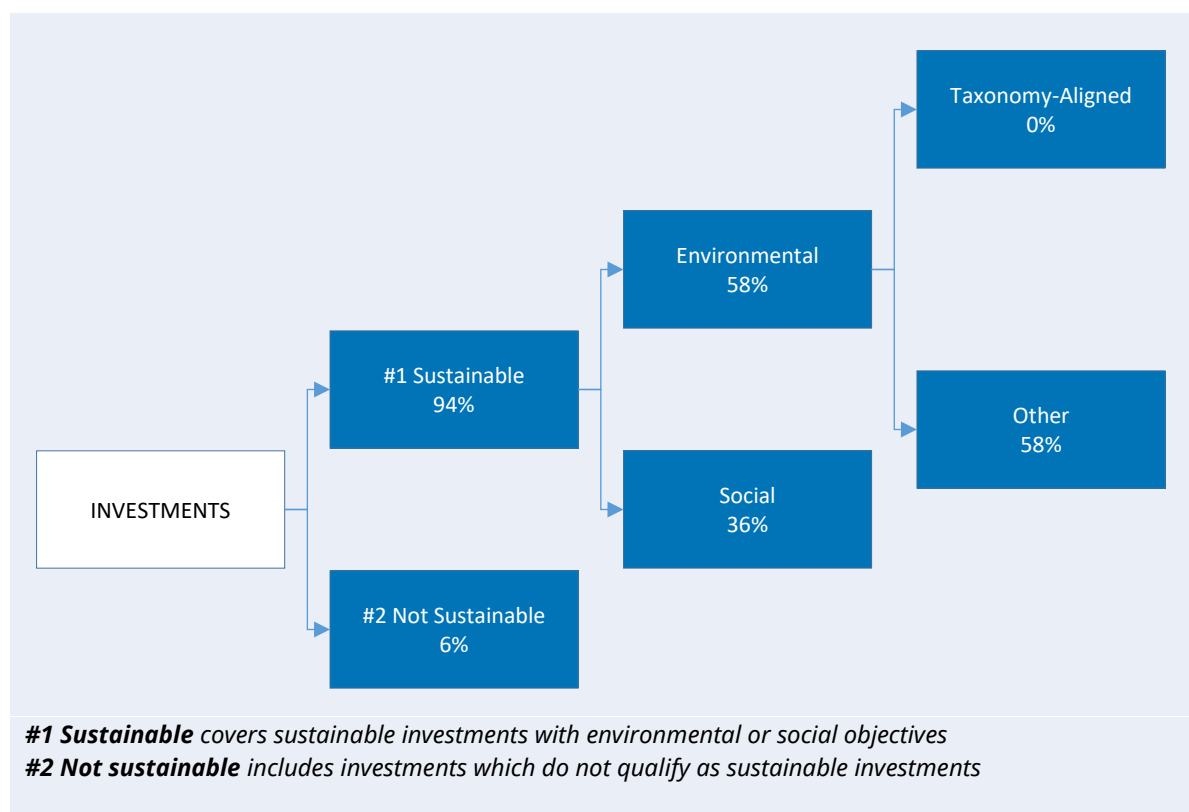 Taxonomy-Aligned
0%
Environmental
58%
#1 Sustainable
94%
Other
58%
INVESTMENTS
Social
36%
#2 Not Sustainable
6%
#1 Sustainable covers sustainable investments with environmental or social objectives
#2 Not sustainable includes investments which do not qualify as sustainable investments